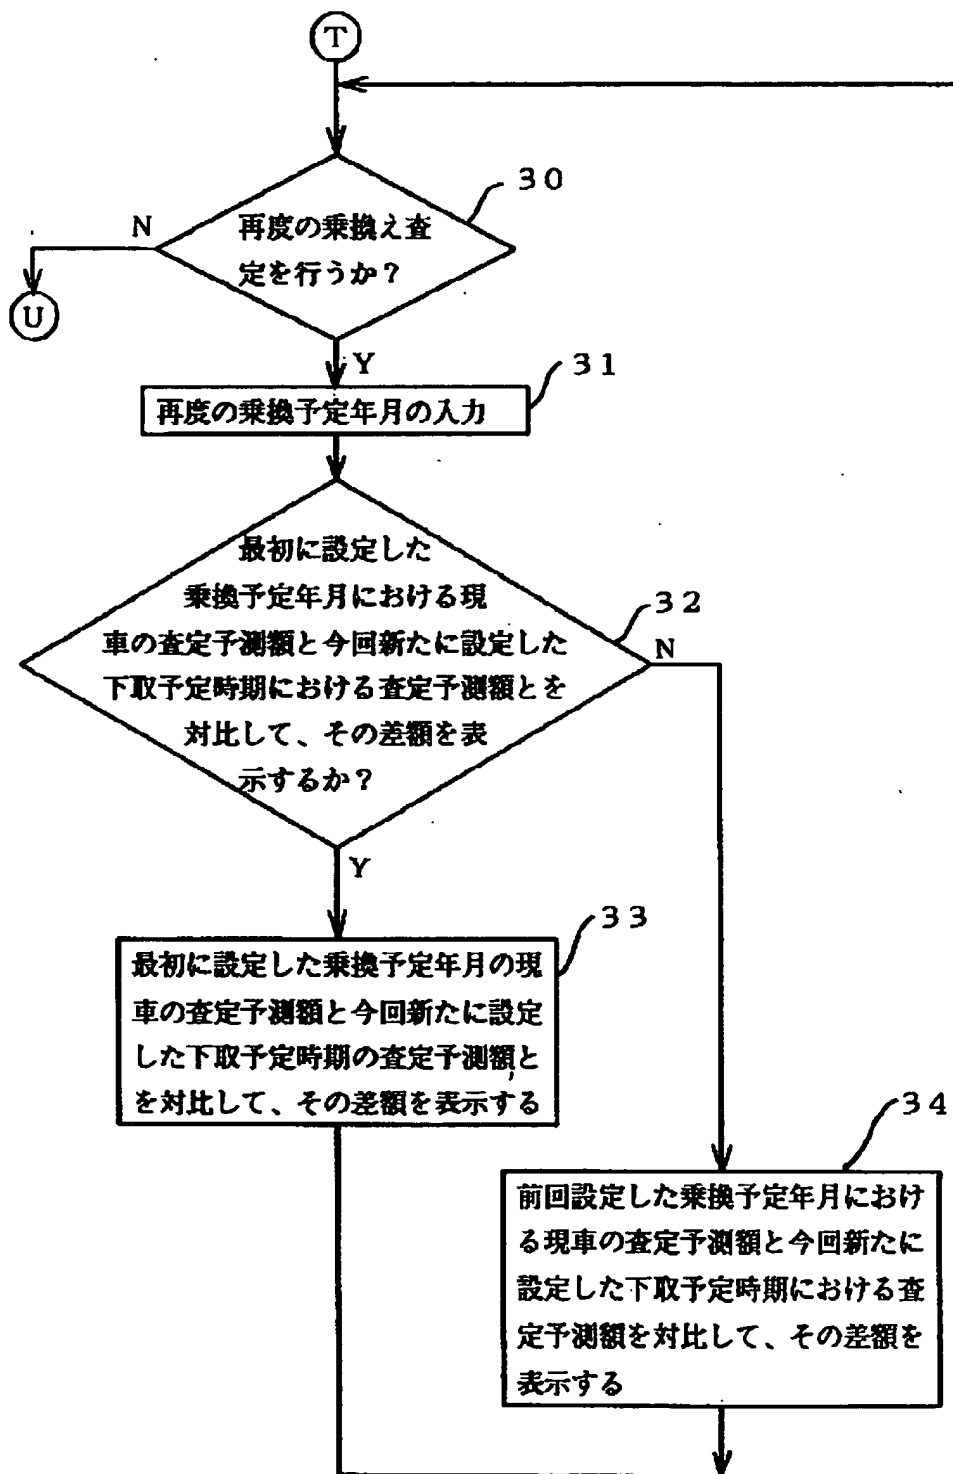 T
30
N
再度の乗換え査
定を行うか？
U
Y
31
再度の乗換予定年月の入力
最初に設定した
乗換予定年月における現
車の査定予測額と今回新たに設定した
下取予定時期における査定予測額とを
対比して、その差額を表
示するか？
32
N
Y
33
最初に設定した乗換予定年月の現
車の査定予測額と今回新たに設定
した下取予定時期の査定予測額と
を対比して、その差額を表示する
34
前回設定した乗換予定年月におけ
る現車の査定予測額と今回新たに
設定した下取予定時期における査
定予測額を対比して、その差額を
表示する